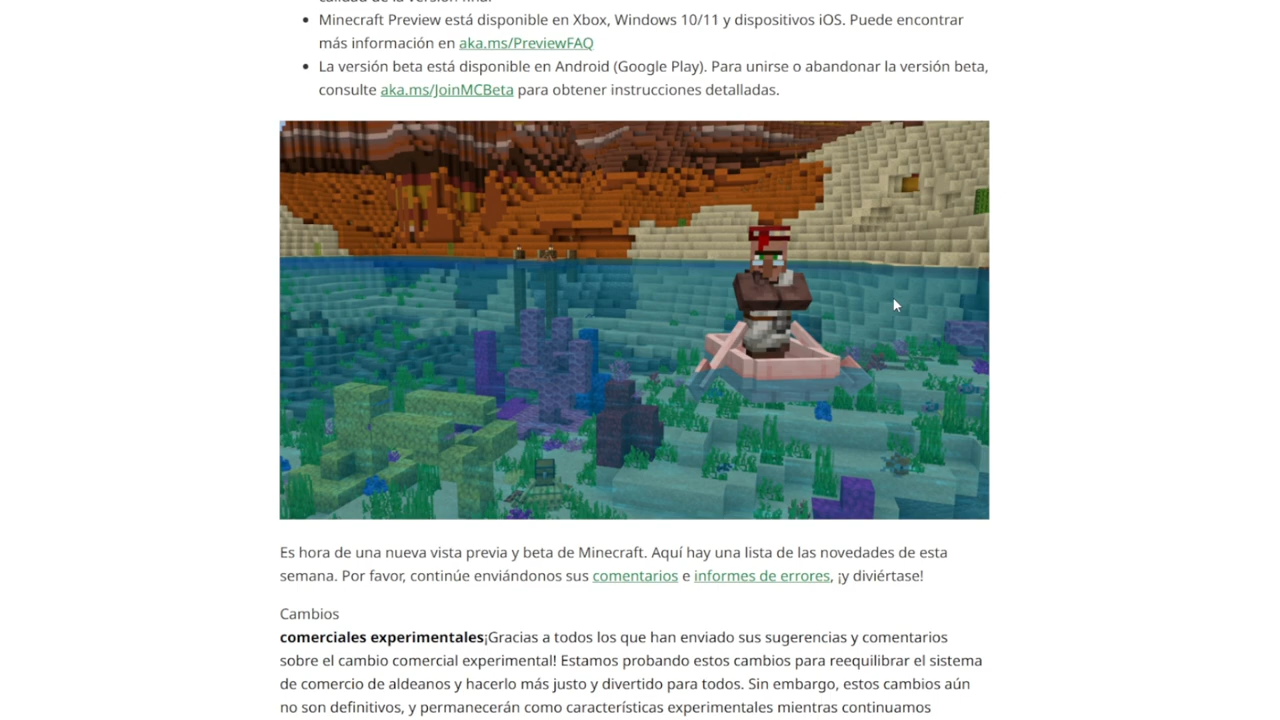 Minecraft Preview está disponible en Xbox, Windows 10/11 y dispositivos iOS. Puede encontrar
más información en aka.ms/PreviewFAQ
La versión beta está disponible en Android (Google Play). Para unirse o abandonar la versión beta,
consulte aka.ms/JoinMCBeta para obtener instrucciones detalladas.
Es hora de una nueva vista previa y beta de Minecraft. Aquí hay una lista de las novedades de esta
semana. Por favor, continúe enviándonos sus comentarios e informes de errores, ¡y diviértase!
Cambios
comerciales experimentales¡Gracias a todos los que han enviado sus sugerencias y comentarios
sobre el cambio comercial experimental! Estamos probando estos cambios para reequilibrar el sistema
de comercio de aldeanos y hacerlo más justo y divertido para todos. Sin embargo, estos cambios aún
no son definitivos, y permanecerán como características experimentales mientras continuamos